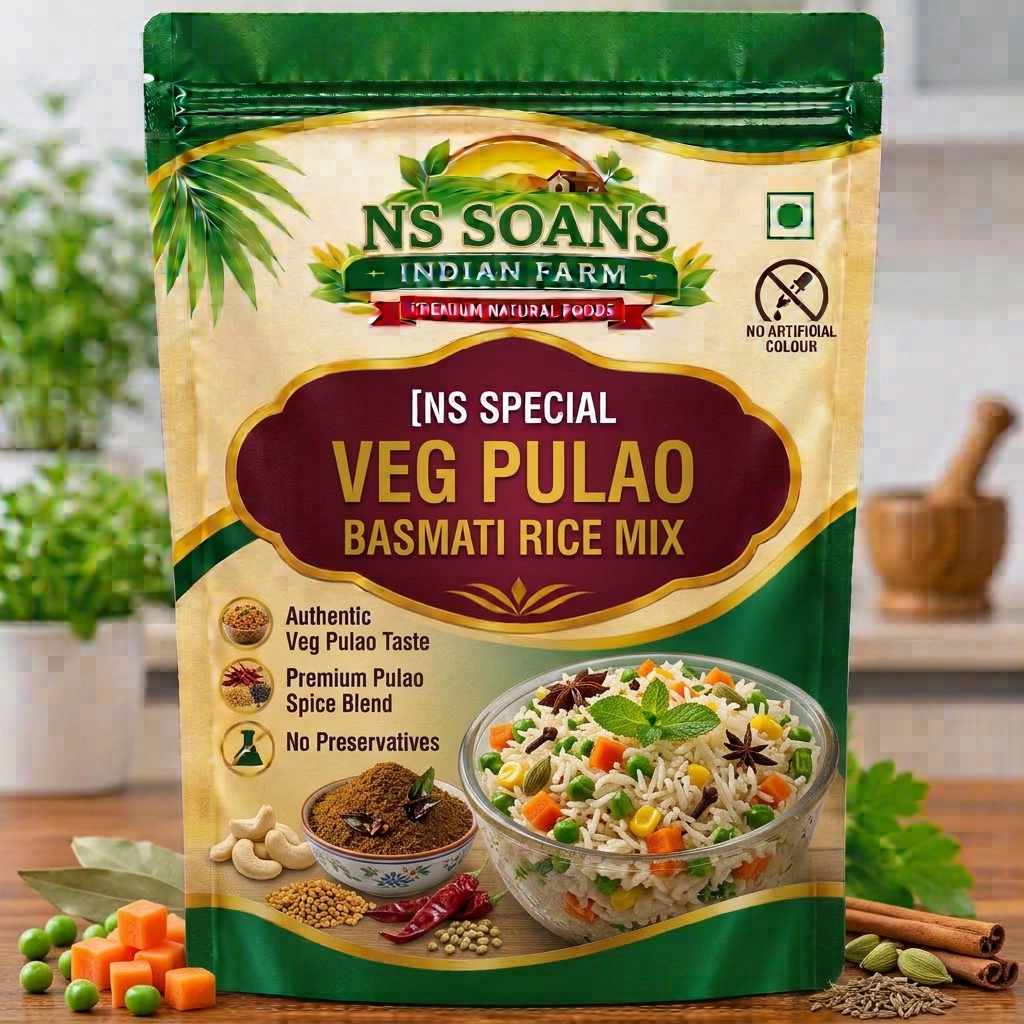 NS SOANS
INDIAN FARM
PREMIUM NATURAL FOODS
NO ARTIFIOIAL
COLOUR
[NS SPECIAL
VEG PULAO
BASMATI RICE MIX
Authentic
Veg Pulao Taste
Premium Pulao
Spice Blend
No Preservatives